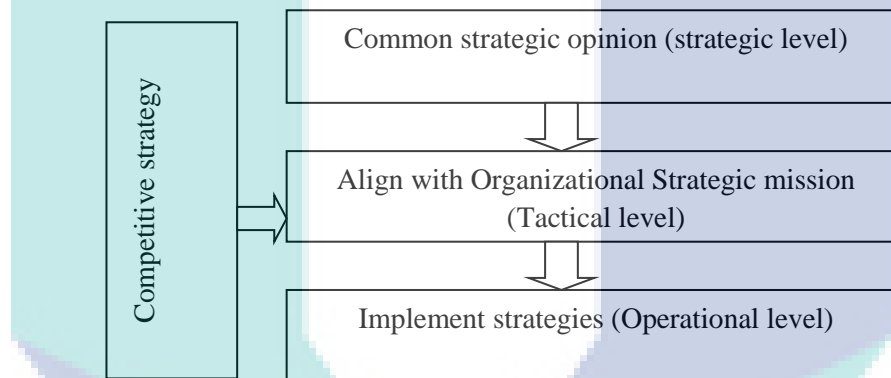 Competitive strategy
Common strategic opinion (strategic level)
Align with Organizational Strategic mission
(Tactical level)
Implement strategies (Operational level)